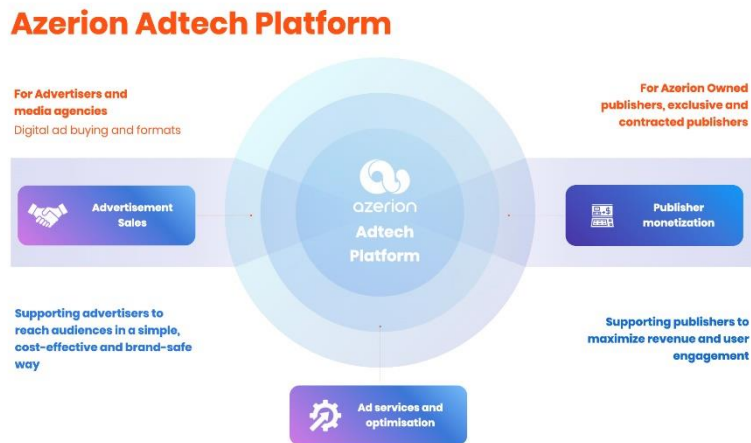 Azerion Adtech Platform
For Advertisers and
media agencies
Digital ad buying and formats
For Azerion Owned
publishers, exclusive and
contracted publishers
Advertisement
Sales
azerion
Adtech
Platform
Publisher
monetization
Supporting advertisers to
reach audiences in a simple,
cost-effective and brand-safe
way
Supporting publishers to
maximize revenue and user
engagement
Ad services and
optimisation